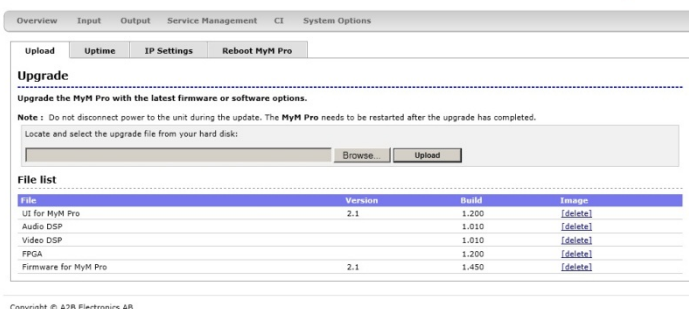 Overview Input Output Service Management CI System Options
Upload Uptime IP Settings Reboot MyM Pro
Upgrade
Upgrade the MyM Pro with the latest firmware or software options.
Note : Do not disconnect power to the unit during the update. The MyM Pro needs to be restarted after the upgrade has completed.
Locate and select the upgrade file from your hard disk:
Browse... Upload
File list
File Version Build Image
UI for MyM Pro 2.1 1.200 [delete]
Audio DSP 1.010 [delete]
Video DSP 1.010 [delete]
FPGA 1.200 [delete]
Firmware for MyM Pro 2.1 1.450 [delete]
Copyright © A2B Electronics AB